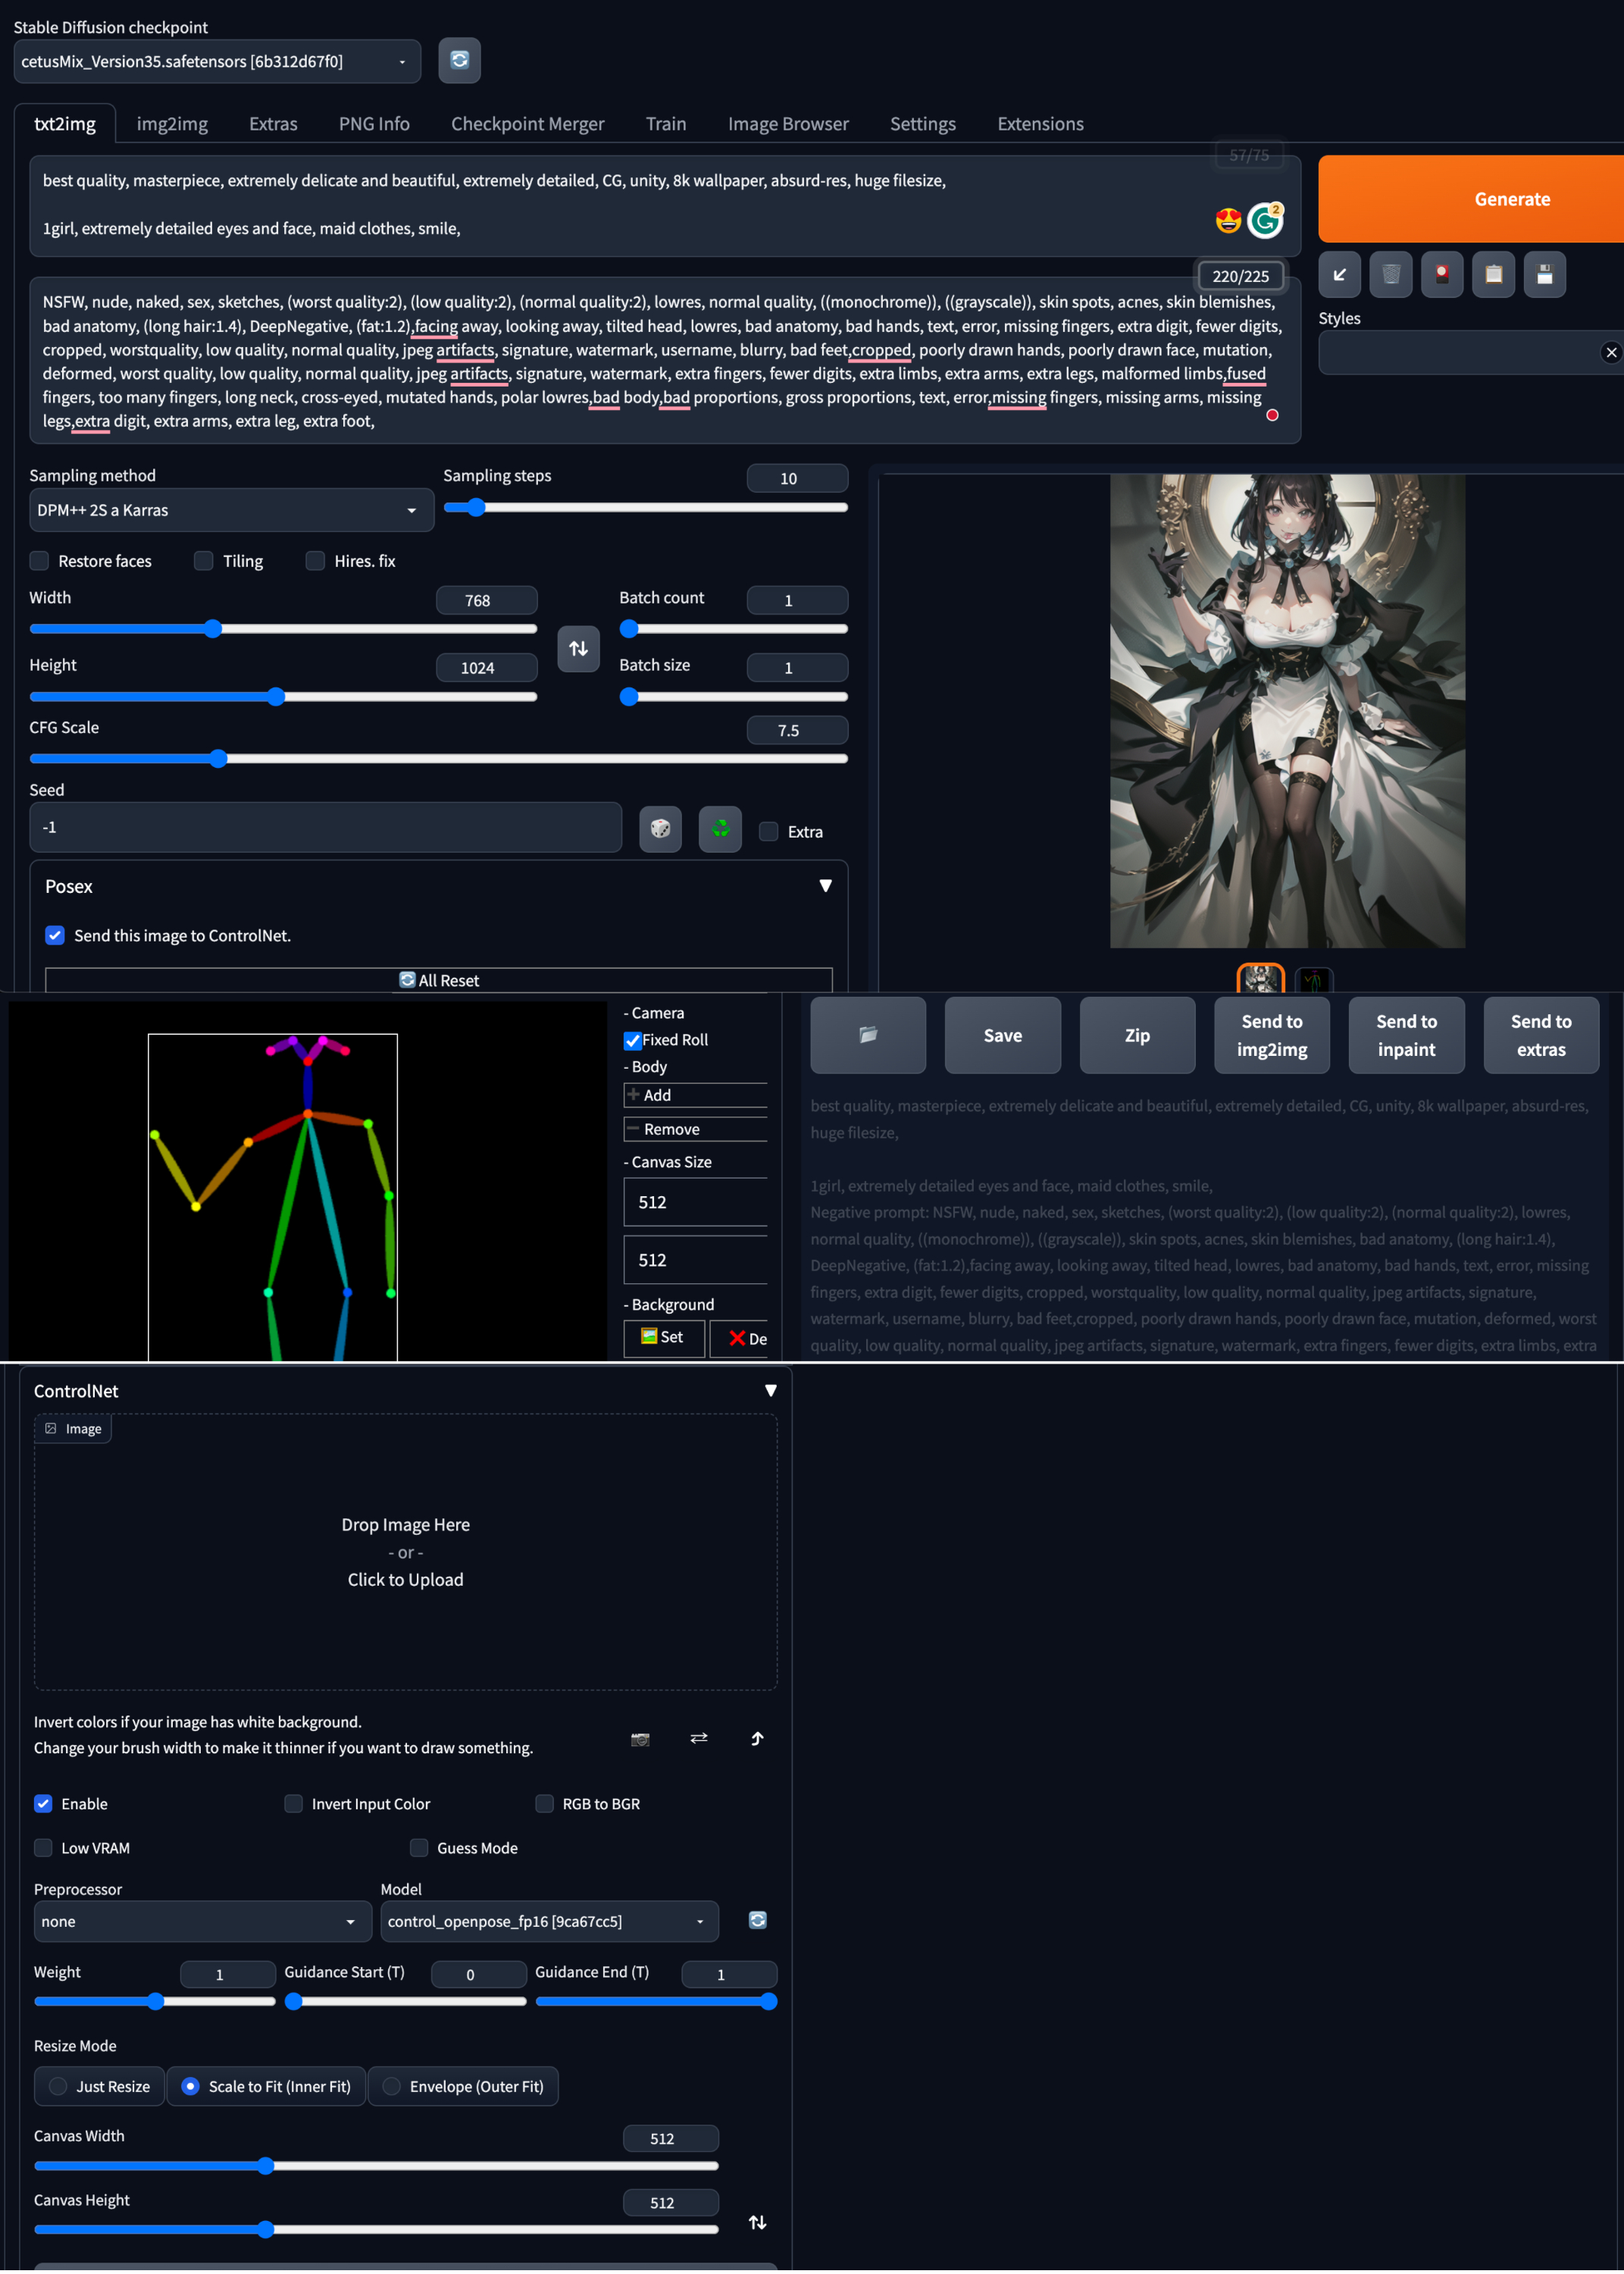 Stable Diffusion checkpoint
cetusMix_Version35.safetensors [6b312d67f0]
txt2img img2img Extras PNG Info Checkpoint Merger Train Image Browser Settings Extensions
57/75
best quality, masterpiece, extremely delicate and beautiful, extremely detailed, CG, unity, 8k wallpaper, absurd-res, huge filesize,
1girl, extremely detailed eyes and face, maid clothes, smile,
2
Generate
220/225
NSFW, nude, naked, sex, sketches, (worst quality:2), (low quality:2), (normal quality:2), lowres, normal quality, ((monochrome)), ((grayscale)), skin spots, acnes, skin blemishes,
bad anatomy, (long hair:1.4), DeepNegative, (fat:1.2),facing away, looking away, tilted head, lowres, bad anatomy, bad hands, text, error, missing fingers, extra digit, fewer digits,
cropped, worstquality, low quality, normal quality, jpeg artifacts, signature, watermark, username, blurry, bad feet,cropped, poorly drawn hands, poorly drawn face, mutation,
deformed, worst quality, low quality, normal quality, jpeg artifacts, signature, watermark, extra fingers, fewer digits, extra limbs, extra arms, extra legs, malformed limbs,fused
fingers, too many fingers, long neck, cross-eyed, mutated hands, polar lowres,bad body,bad proportions, gross proportions, text, error,missing fingers, missing arms, missing
legs,extra digit, extra arms, extra leg, extra foot,
Styles
Sampling method
DPM++ 2S a Karras
Sampling steps
10
Restore faces Tiling Hires. fix
Width
768
Batch count
1
Height
1024
Batch size
1
CFG Scale
7.5
Seed
-1
Extra
Posex
Send this image to ControlNet.
All Reset
- Camera
Fixed Roll
- Body
Add
Remove
- Canvas Size
512
512
- Background
Set
De
Save
Zip
Send to
img2img
Send to
inpaint
Send to
extras
best quality, masterpiece, extremely delicate and beautiful, extremely detailed, CG, unity, 8k wallpaper, absurd-res,
huge filesize,
1girl, extremely detailed eyes and face, maid clothes, smile,
Negative prompt: NSFW, nude, naked, sex, sketches, (worst quality:2), (low quality:2), (normal quality:2), lowres,
normal quality, ((monochrome)), ((grayscale)), skin spots, acnes, skin blemishes, bad anatomy, (long hair:1.4),
DeepNegative, (fat:1.2),facing away, looking away, tilted head, lowres, bad anatomy, bad hands, text, error, missing
fingers, extra digit, fewer digits, cropped, worstquality, low quality, normal quality, jpeg artifacts, signature,
watermark, username, blurry, bad feet,cropped, poorly drawn hands, poorly drawn face, mutation, deformed, worst
quality, low quality, normal quality, jpeg artifacts, signature, watermark, extra fingers, fewer digits, extra limbs, extra
ControlNet
Image
Drop Image Here
- or -
Click to Upload
Invert colors if your image has white background.
Change your brush width to make it thinner if you want to draw something.
Enable Invert Input Color RGB to BGR
Low VRAM Guess Mode
Preprocessor
none
Model
control_openpose_fp16 [9ca67cc5]
Weight
1
Guidance Start (T)
0
Guidance End (T)
1
Resize Mode
Just Resize Scale to Fit (Inner Fit) Envelope (Outer Fit)
Canvas Width
512
Canvas Height
512